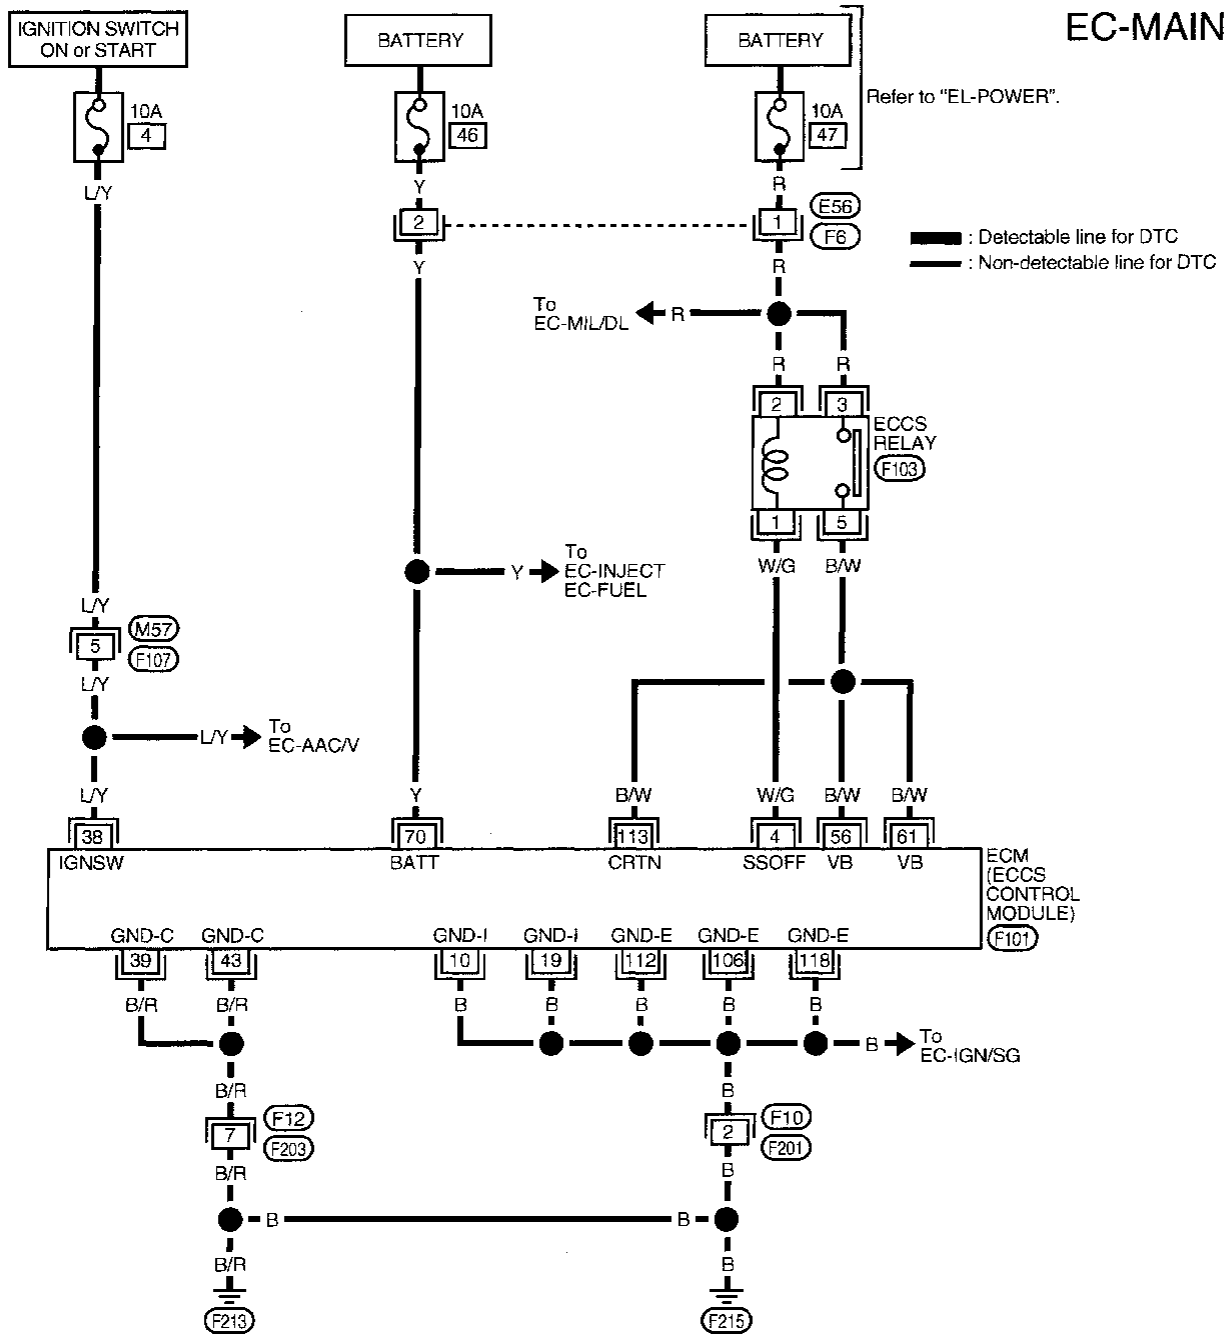 EC-MAIN
IGNITION SWITCH
ON or START
BATTERY
BATTERY
Refer to "EL-POWER".
10A
4
10A
46
10A
47
L/Y
Y
R
2
1
E56
F6
Y
R
: Detectable line for DTC
: Non-detectable line for DTC
To
EC-MIL/DL
R
R
R
2
3
ECCS
RELAY
F103
1
5
W/G
B/W
Y
To
EC-INJECT
EC-FUEL
L/Y
5
M57
F107
L/Y
L/Y
To
EC-AAC/V
L/Y
Y
B/W
W/G
B/W
B/W
38
70
113
4
56
61
IGNSW
BATT
CRTN
SSOFF
VB
VB
ECM
(ECCS
CONTROL
MODULE)
F101
GND-C
GND-C
GND-I
GND-I
GND-E
GND-E
GND-E
39
43
10
19
112
106
118
B/R
B/R
B
B
B
B
B
B
To
EC-IGN/SG
B/R
B
7
F12
F203
2
F10
F201
B/R
B
B
B
B/R
B
F213
F215